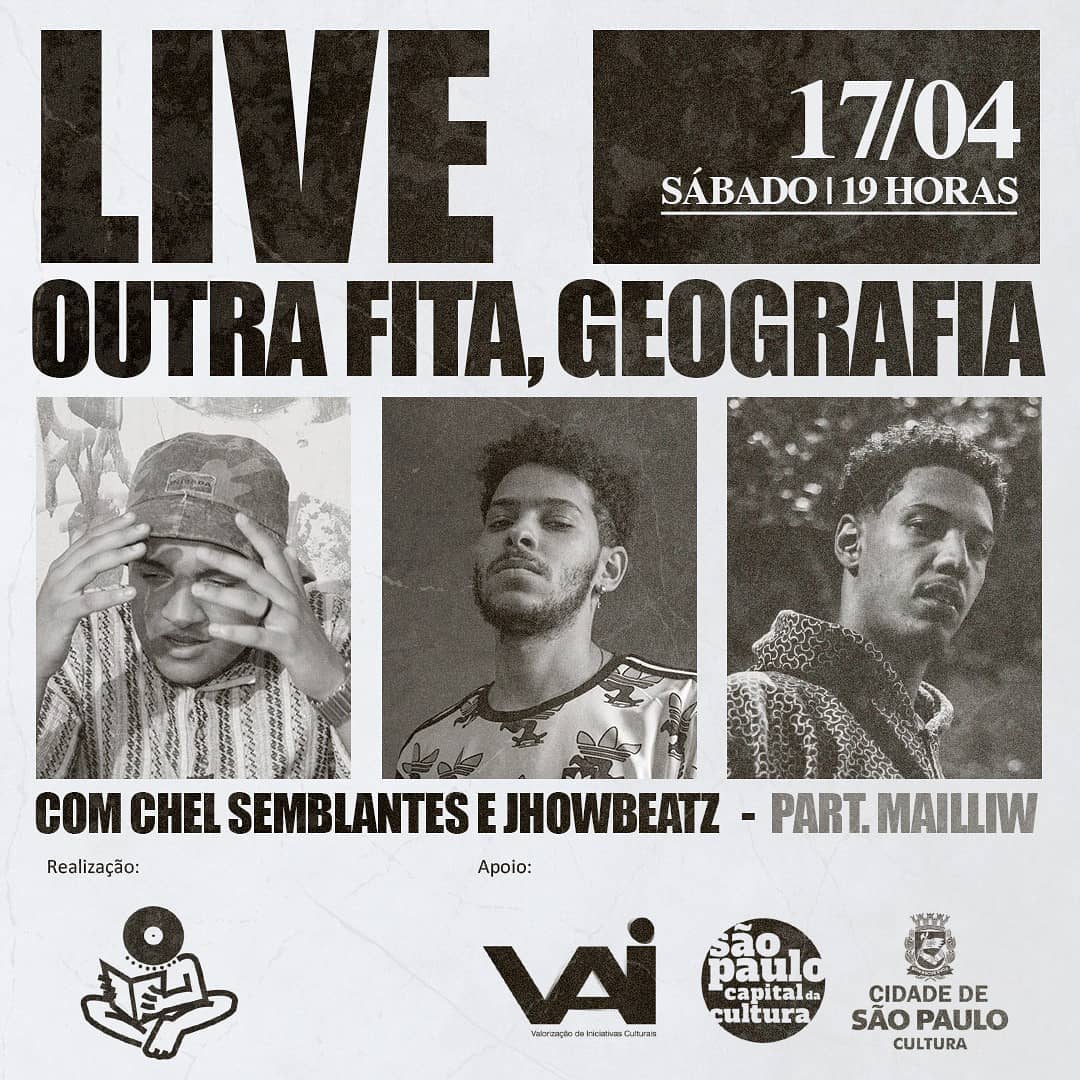 LIVE
17/04
SÁBADO | 19 HORAS
OUTRA FITA, GEOGRAFIA
COM CHEL SEMBLANTES E JHOWBEATZ - PART. MAILLIW
Realização:
Apoio:
VAI
Valorização de Iniciativas Culturais
são
paulo
capital da
cultura
CIDADE DE
SÃO PAULO
CULTURA